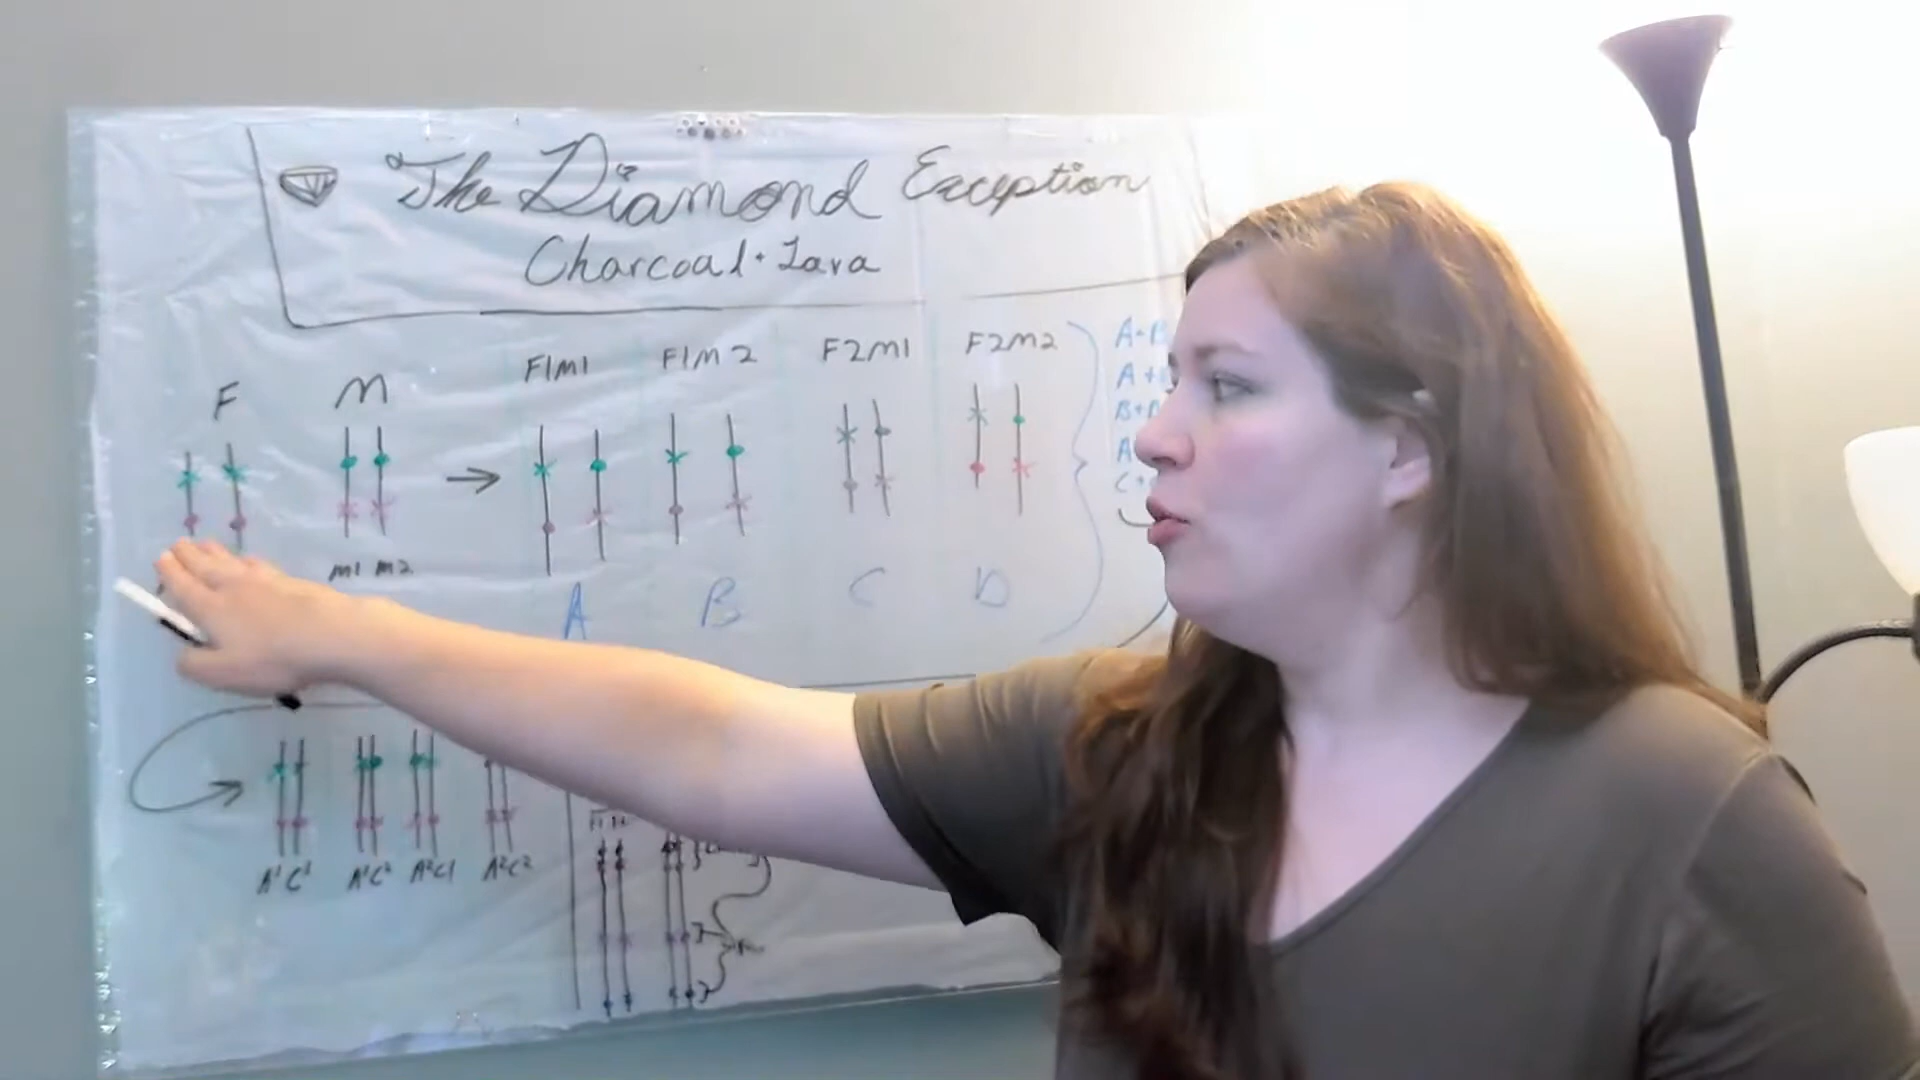 The Diamond Exception
Charcoal + Lava
F M F1M1 F1M2 F2M1 F2M2
M1 M2
A B C D
A¹C¹ A¹C² A²C1 A²C²